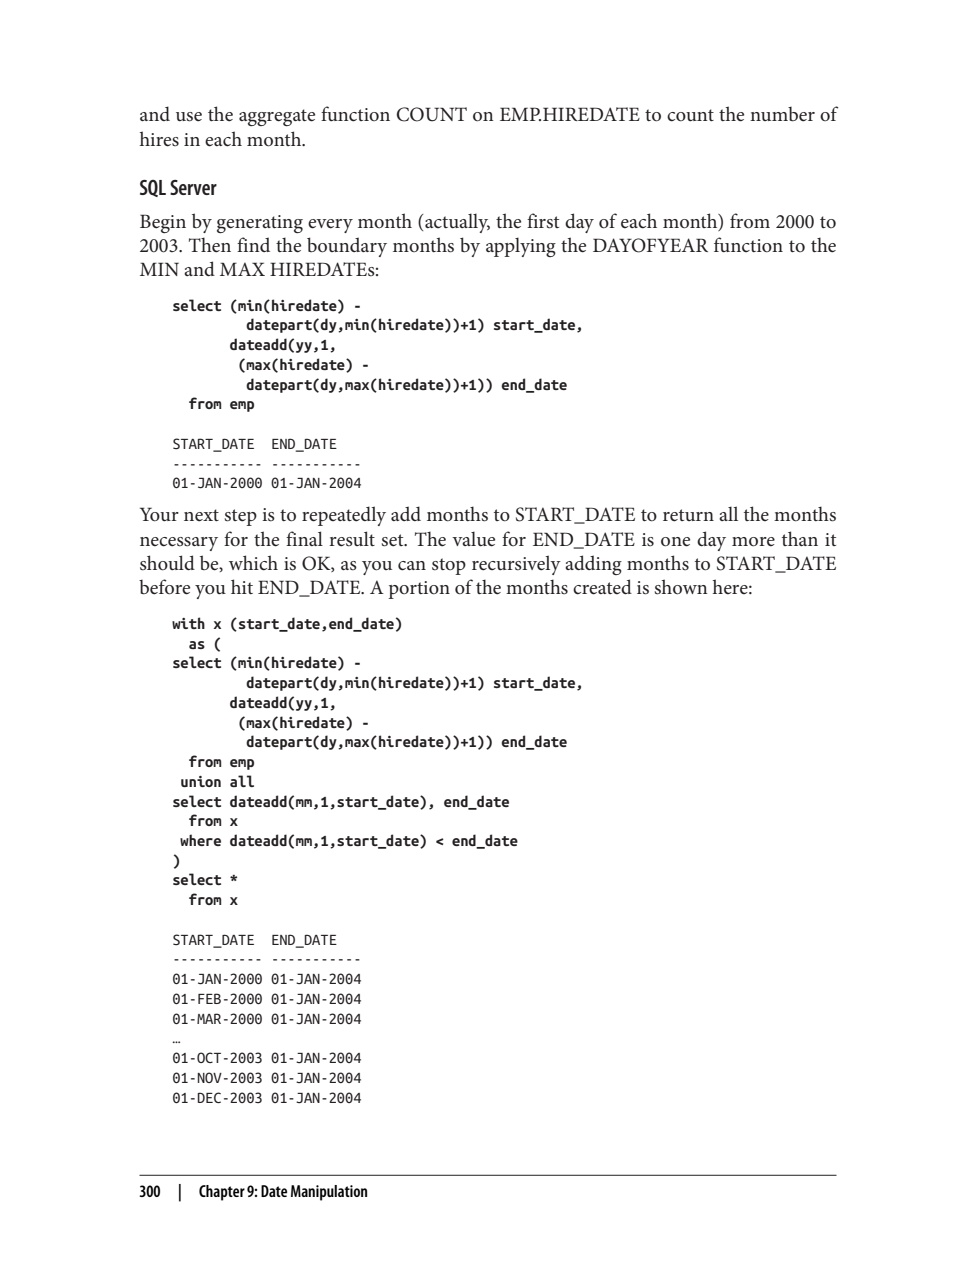 and use the aggregate function COUNT on EMP.HIREDATE to count the number of
hires in each month.
SQL Server
Begin by generating every month (actually, the first day of each month) from 2000 to
2003. Then find the boundary months by applying the DAYOFYEAR function to the
MIN and MAX HIREDATEs:
select (min(hiredate) -
         datepart(dy,min(hiredate))+1) start_date,
       dateadd(yy,1,
        (max(hiredate) -
         datepart(dy,max(hiredate))+1)) end_date
  from emp
START_DATE  END_DATE
----------- -----------
01-JAN-2000 01-JAN-2004
Your next step is to repeatedly add months to START_DATE to return all the months
necessary for the final result set. The value for END_DATE is one day more than it
should be, which is OK, as you can stop recursively adding months to START_DATE
before you hit END_DATE. A portion of the months created is shown here:
with x (start_date,end_date)
  as (
select (min(hiredate) -
         datepart(dy,min(hiredate))+1) start_date,
       dateadd(yy,1,
        (max(hiredate) -
         datepart(dy,max(hiredate))+1)) end_date
  from emp
 union all
select dateadd(mm,1,start_date), end_date
  from x
 where dateadd(mm,1,start_date) < end_date
)
select *
  from x
START_DATE  END_DATE
----------- -----------
01-JAN-2000 01-JAN-2004
01-FEB-2000 01-JAN-2004
01-MAR-2000 01-JAN-2004
…
01-OCT-2003 01-JAN-2004
01-NOV-2003 01-JAN-2004
01-DEC-2003 01-JAN-2004
300 | Chapter 9: Date Manipulation